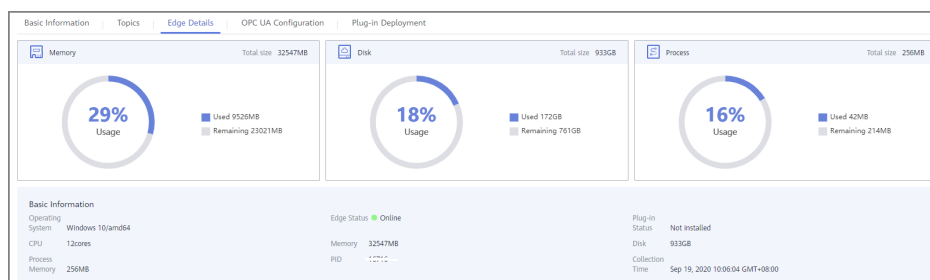 Basic Information Topics Edge Details OPC UA Configuration Plug-in Deployment
Memory Total size 32547MB
29%
Usage
Used 9526MB
Remaining 23021MB
Disk Total size 933GB
18%
Usage
Used 172GB
Remaining 761GB
Process Total size 256MB
16%
Usage
Used 42MB
Remaining 214MB
Basic Information
Operating
System Windows 10/amd64
Edge Status Online
Plug-in
Status Not installed
CPU 12cores
Memory 32547MB
Disk 933GB
Process
Memory 256MB
PID
Collection
Time Sep 19, 2020 10:06:04 GMT+08:00